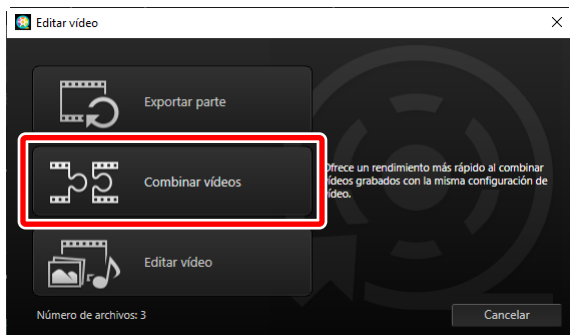 Editar vídeo
Exportar parte
Combinar vídeos
Ofrece un rendimiento más rápido al combinar
vídeos grabados con la misma configuración de
vídeo.
Editar vídeo
Número de archivos: 3
Cancelar